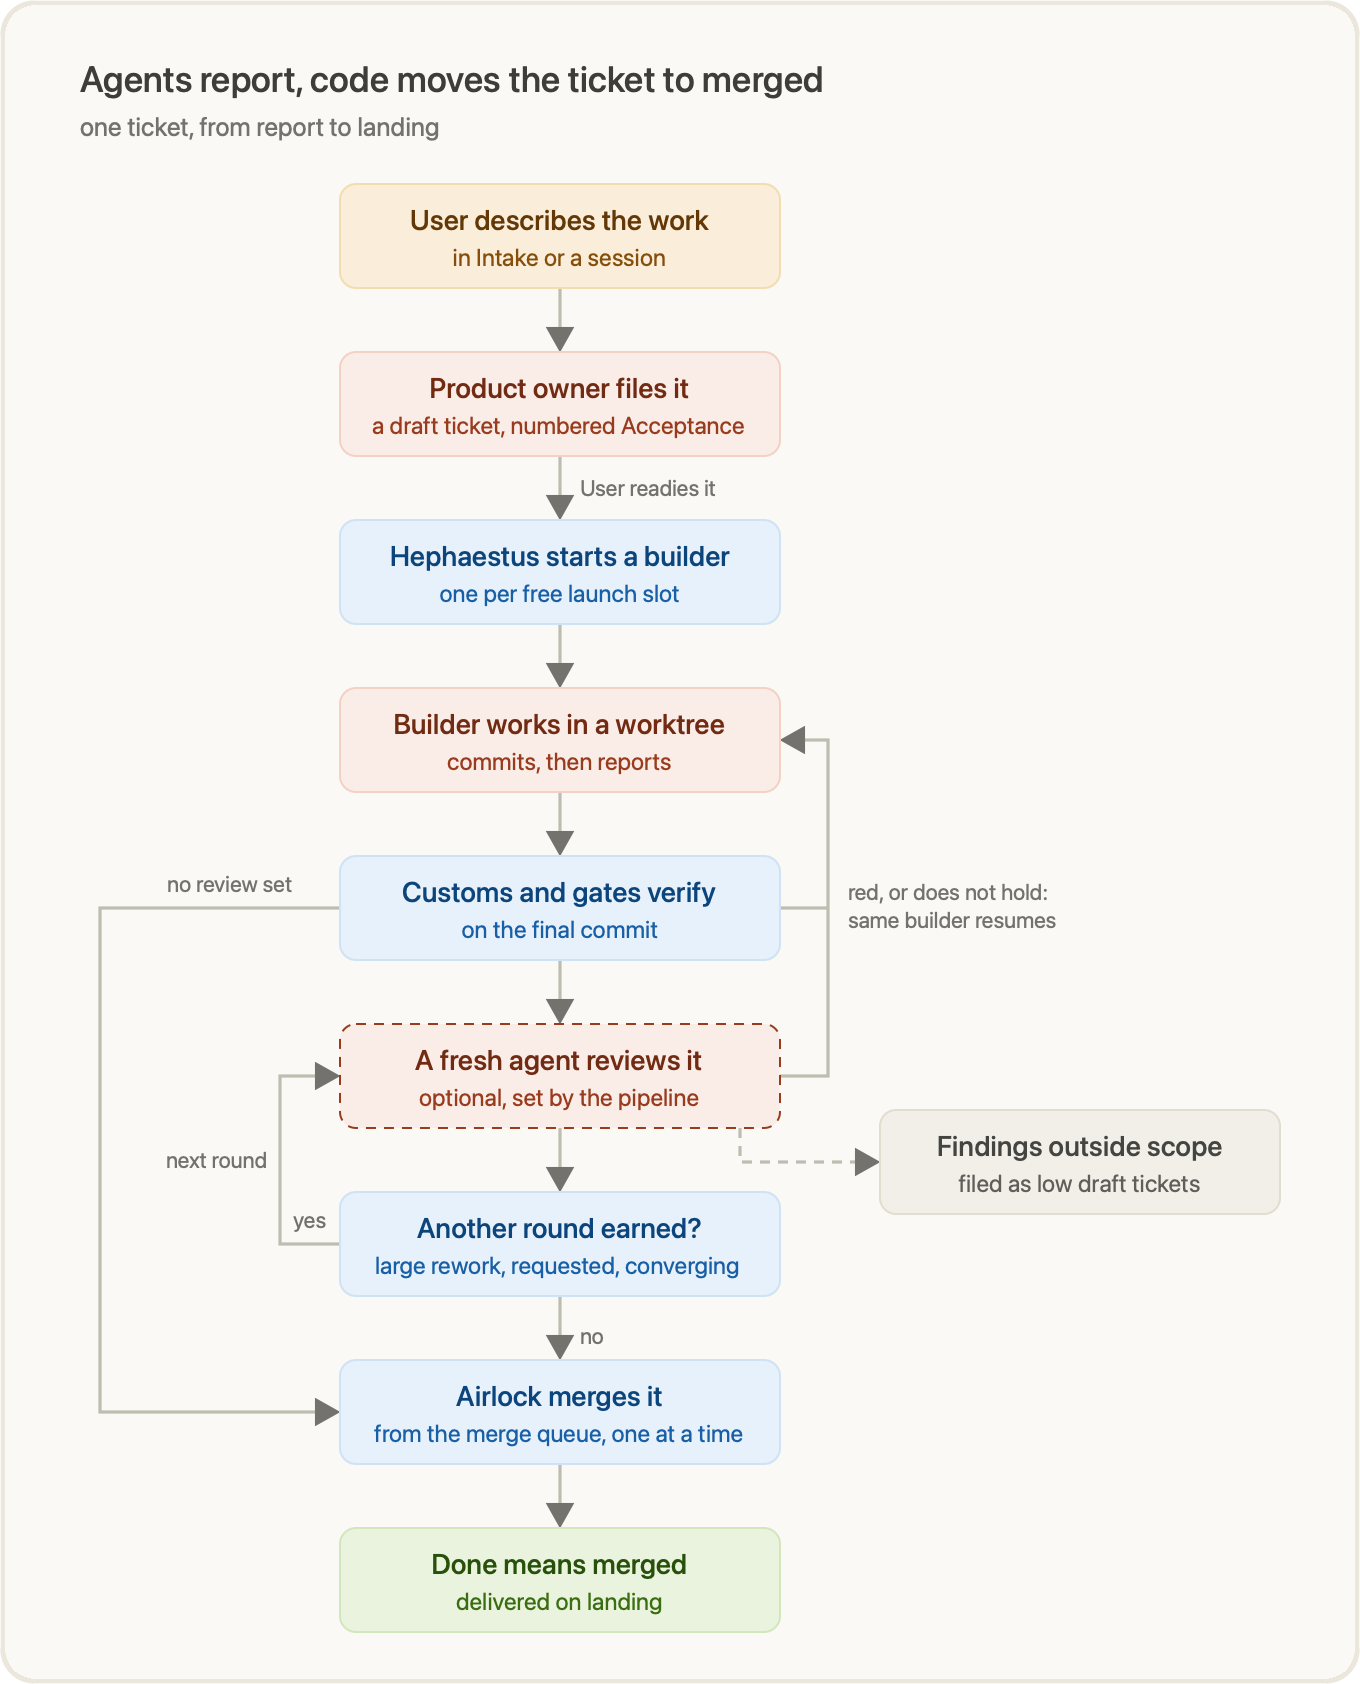 Agents report, code moves the ticket to merged
one ticket, from report to landing
User describes the work
in Intake or a session
Product owner files it
a draft ticket, numbered Acceptance
User readies it
Hephaestus starts a builder
one per free launch slot
Builder works in a worktree
commits, then reports
no review set
Customs and gates verify
on the final commit
red, or does not hold:
same builder resumes
A fresh agent reviews it
optional, set by the pipeline
Findings outside scope
filed as low draft tickets
next round
yes
Another round earned?
large rework, requested, converging
no
Airlock merges it
from the merge queue, one at a time
Done means merged
delivered on landing